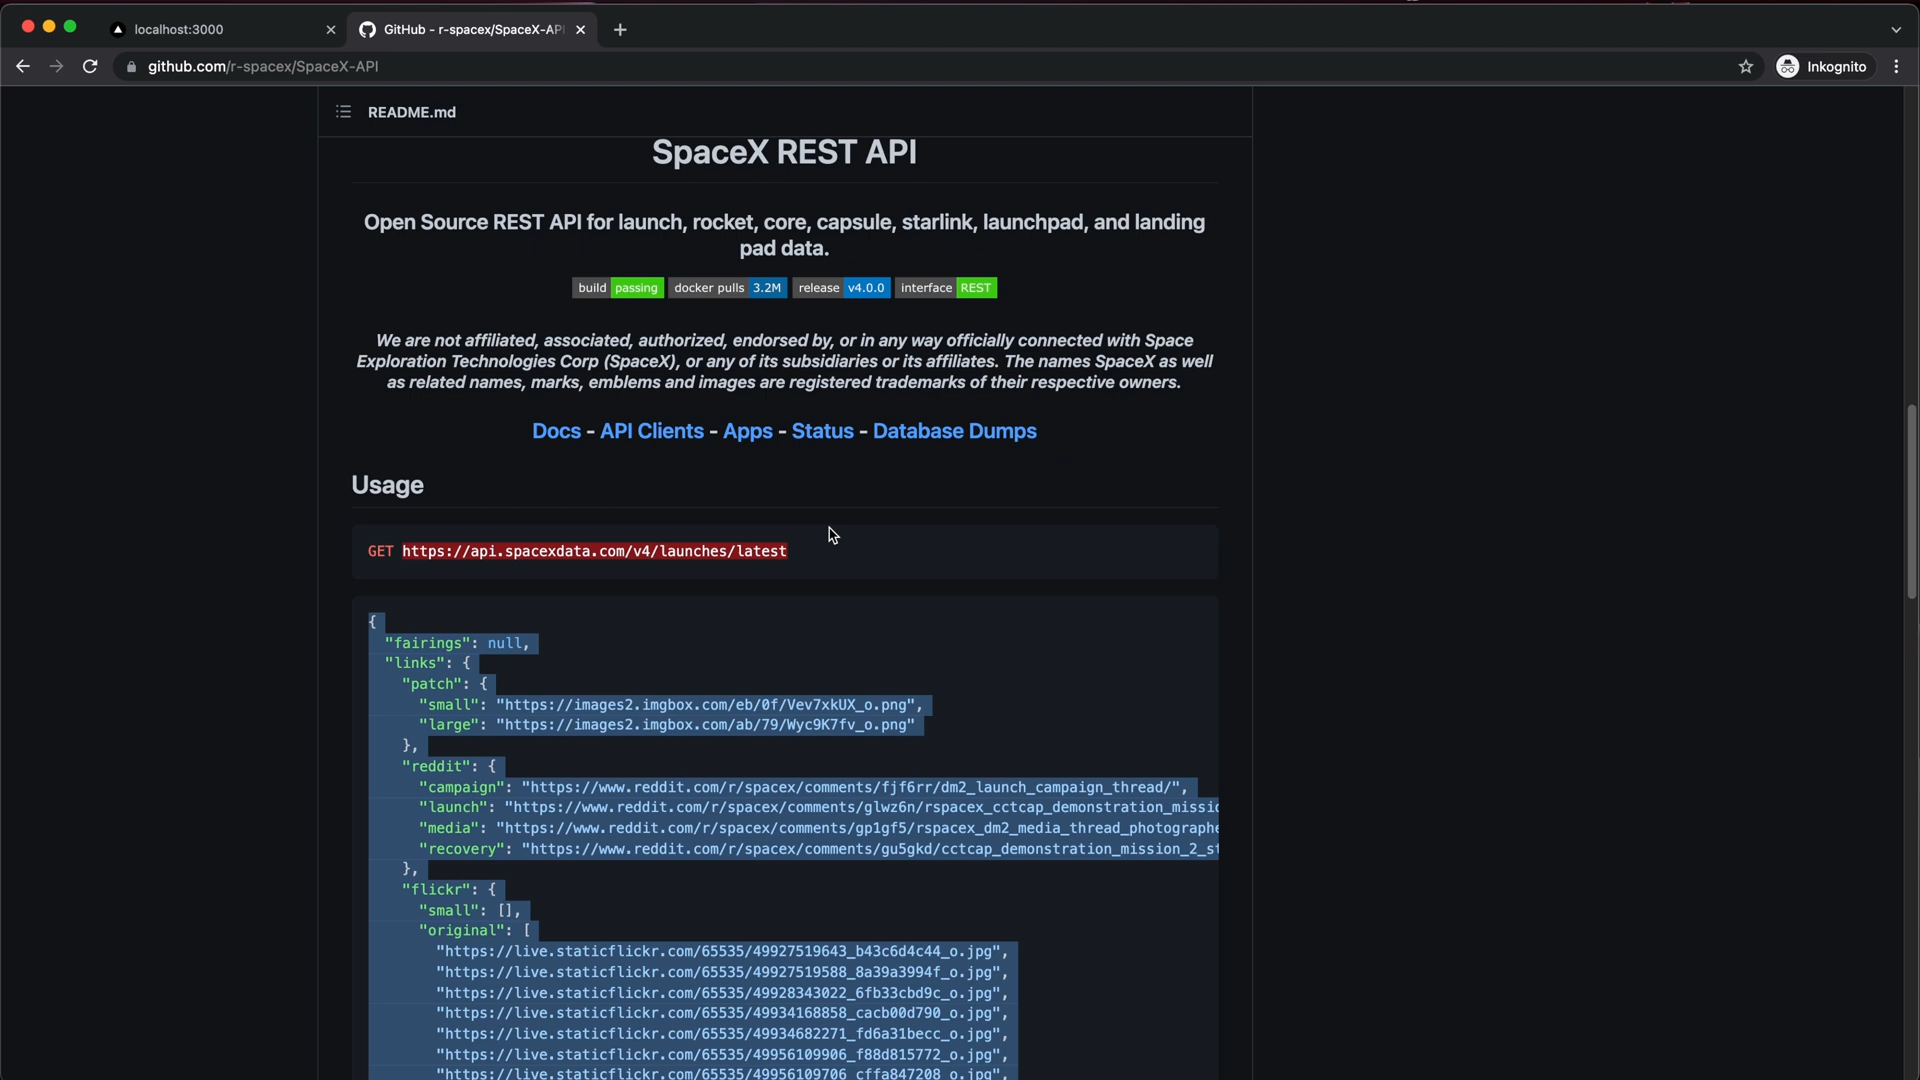 localhost:3000
GitHub - r-spacex/SpaceX-API
github.com/r-spacex/SpaceX-API
Inkognito
README.md
SpaceX REST API
Open Source REST API for launch, rocket, core, capsule, starlink, launchpad, and landing
pad data.
build passing docker pulls 3.2M release v4.0.0 interface REST
We are not affiliated, associated, authorized, endorsed by, or in any way officially connected with Space
Exploration Technologies Corp (SpaceX), or any of its subsidiaries or its affiliates. The names SpaceX as well
as related names, marks, emblems and images are registered trademarks of their respective owners.
Docs - API Clients - Apps - Status - Database Dumps
Usage
GET https://api.spacexdata.com/v4/launches/latest
{
"fairings": null,
"links": {
"patch": {
"small": "https://images2.imgbox.com/eb/0f/Vev7xkUX_o.png",
"large": "https://images2.imgbox.com/ab/79/Wyc9K7fv_o.png"
},
"reddit": {
"campaign": "https://www.reddit.com/r/spacex/comments/fjf6rr/dm2_launch_campaign_thread/",
"launch": "https://www.reddit.com/r/spacex/comments/glwz6n/rspacex_cctcap_demonstration_missio
"media": "https://www.reddit.com/r/spacex/comments/gp1gf5/rspacex_dm2_media_thread_photographe
"recovery": "https://www.reddit.com/r/spacex/comments/gu5gkd/cctcap_demonstration_mission_2_st
},
"flickr": {
"small": [],
"original": [
"https://live.staticflickr.com/65535/49927519643_b43c6d4c44_o.jpg",
"https://live.staticflickr.com/65535/49927519588_8a39a3994f_o.jpg",
"https://live.staticflickr.com/65535/49928343022_6fb33cbd9c_o.jpg",
"https://live.staticflickr.com/65535/49934168858_cacb00d790_o.jpg",
"https://live.staticflickr.com/65535/49934682271_fd6a31becc_o.jpg",
"https://live.staticflickr.com/65535/49956109906_f88d815772_o.jpg",
"https://live.staticflickr.com/65535/49956109706_cffa847208_o.jpg",